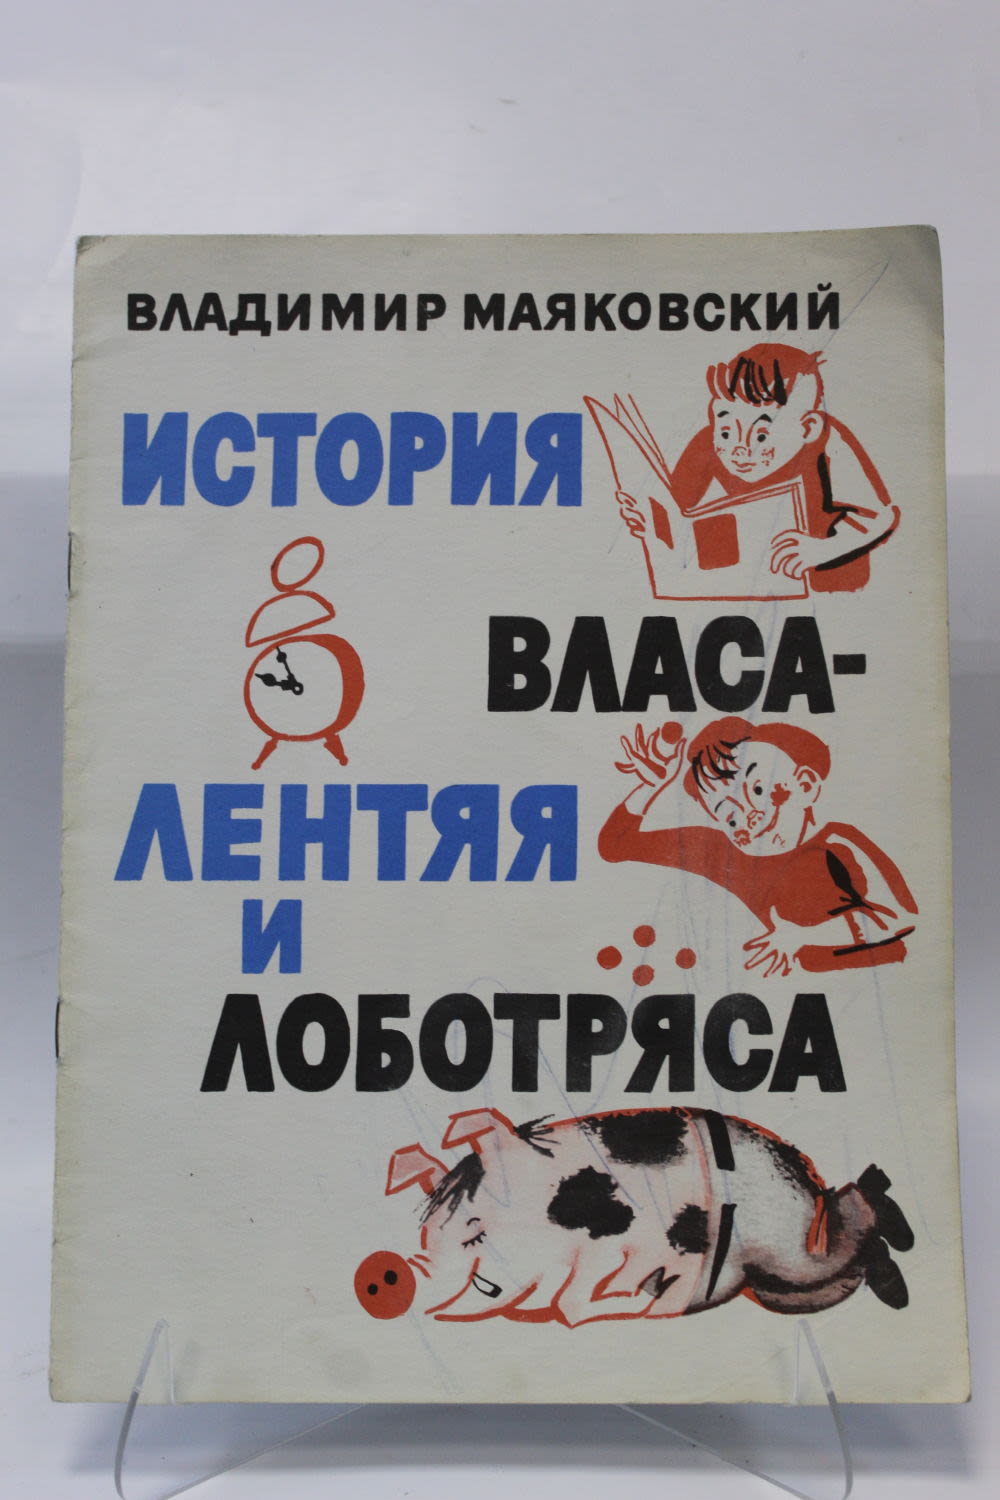 ВЛАДИМИР МАЯКОВСКИЙ
ИСТОРИЯ
ВЛАСА-
ЛЕНТЯЯ
И
ЛОБОТРЯСА